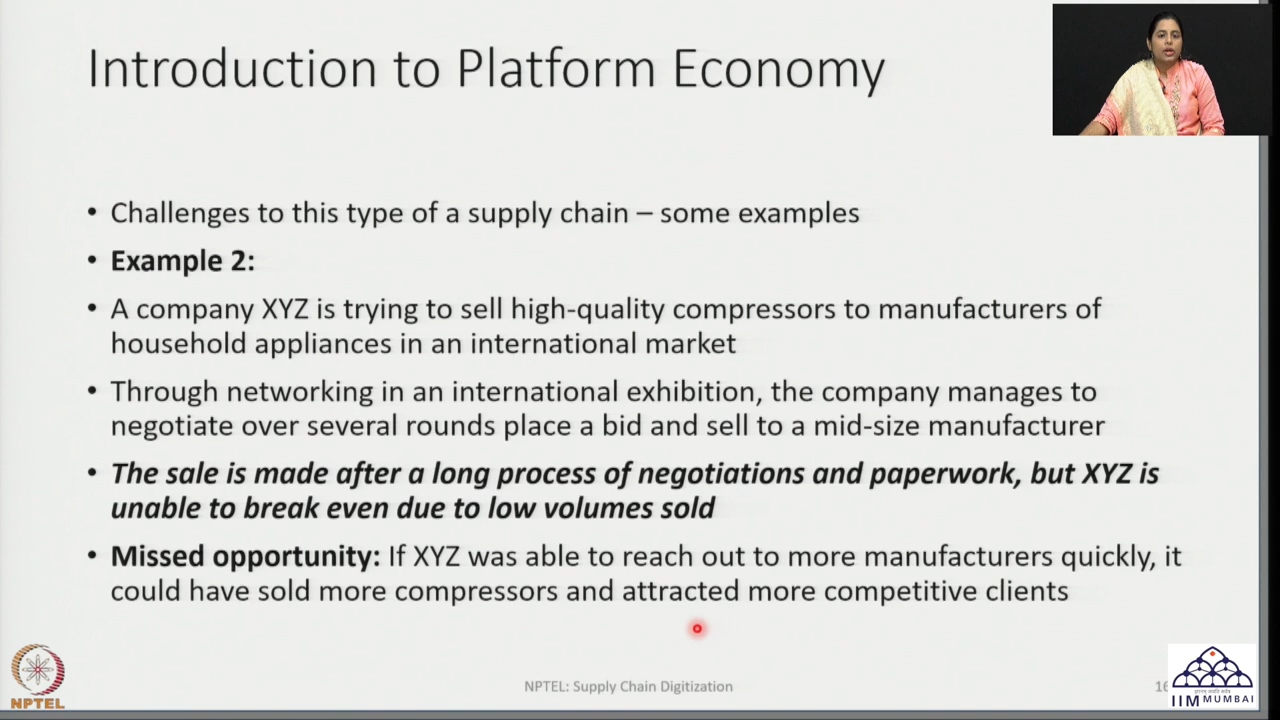 Introduction to Platform Economy
• Challenges to this type of a supply chain – some examples
• Example 2:
• A company XYZ is trying to sell high-quality compressors to manufacturers of
household appliances in an international market
• Through networking in an international exhibition, the company manages to
negotiate over several rounds place a bid and sell to a mid-size manufacturer
• The sale is made after a long process of negotiations and paperwork, but XYZ is
unable to break even due to low volumes sold
• Missed opportunity: If XYZ was able to reach out to more manufacturers quickly, it
could have sold more compressors and attracted more competitive clients
NPTEL
NPTEL: Supply Chain Digitization
IIM MUMBAI